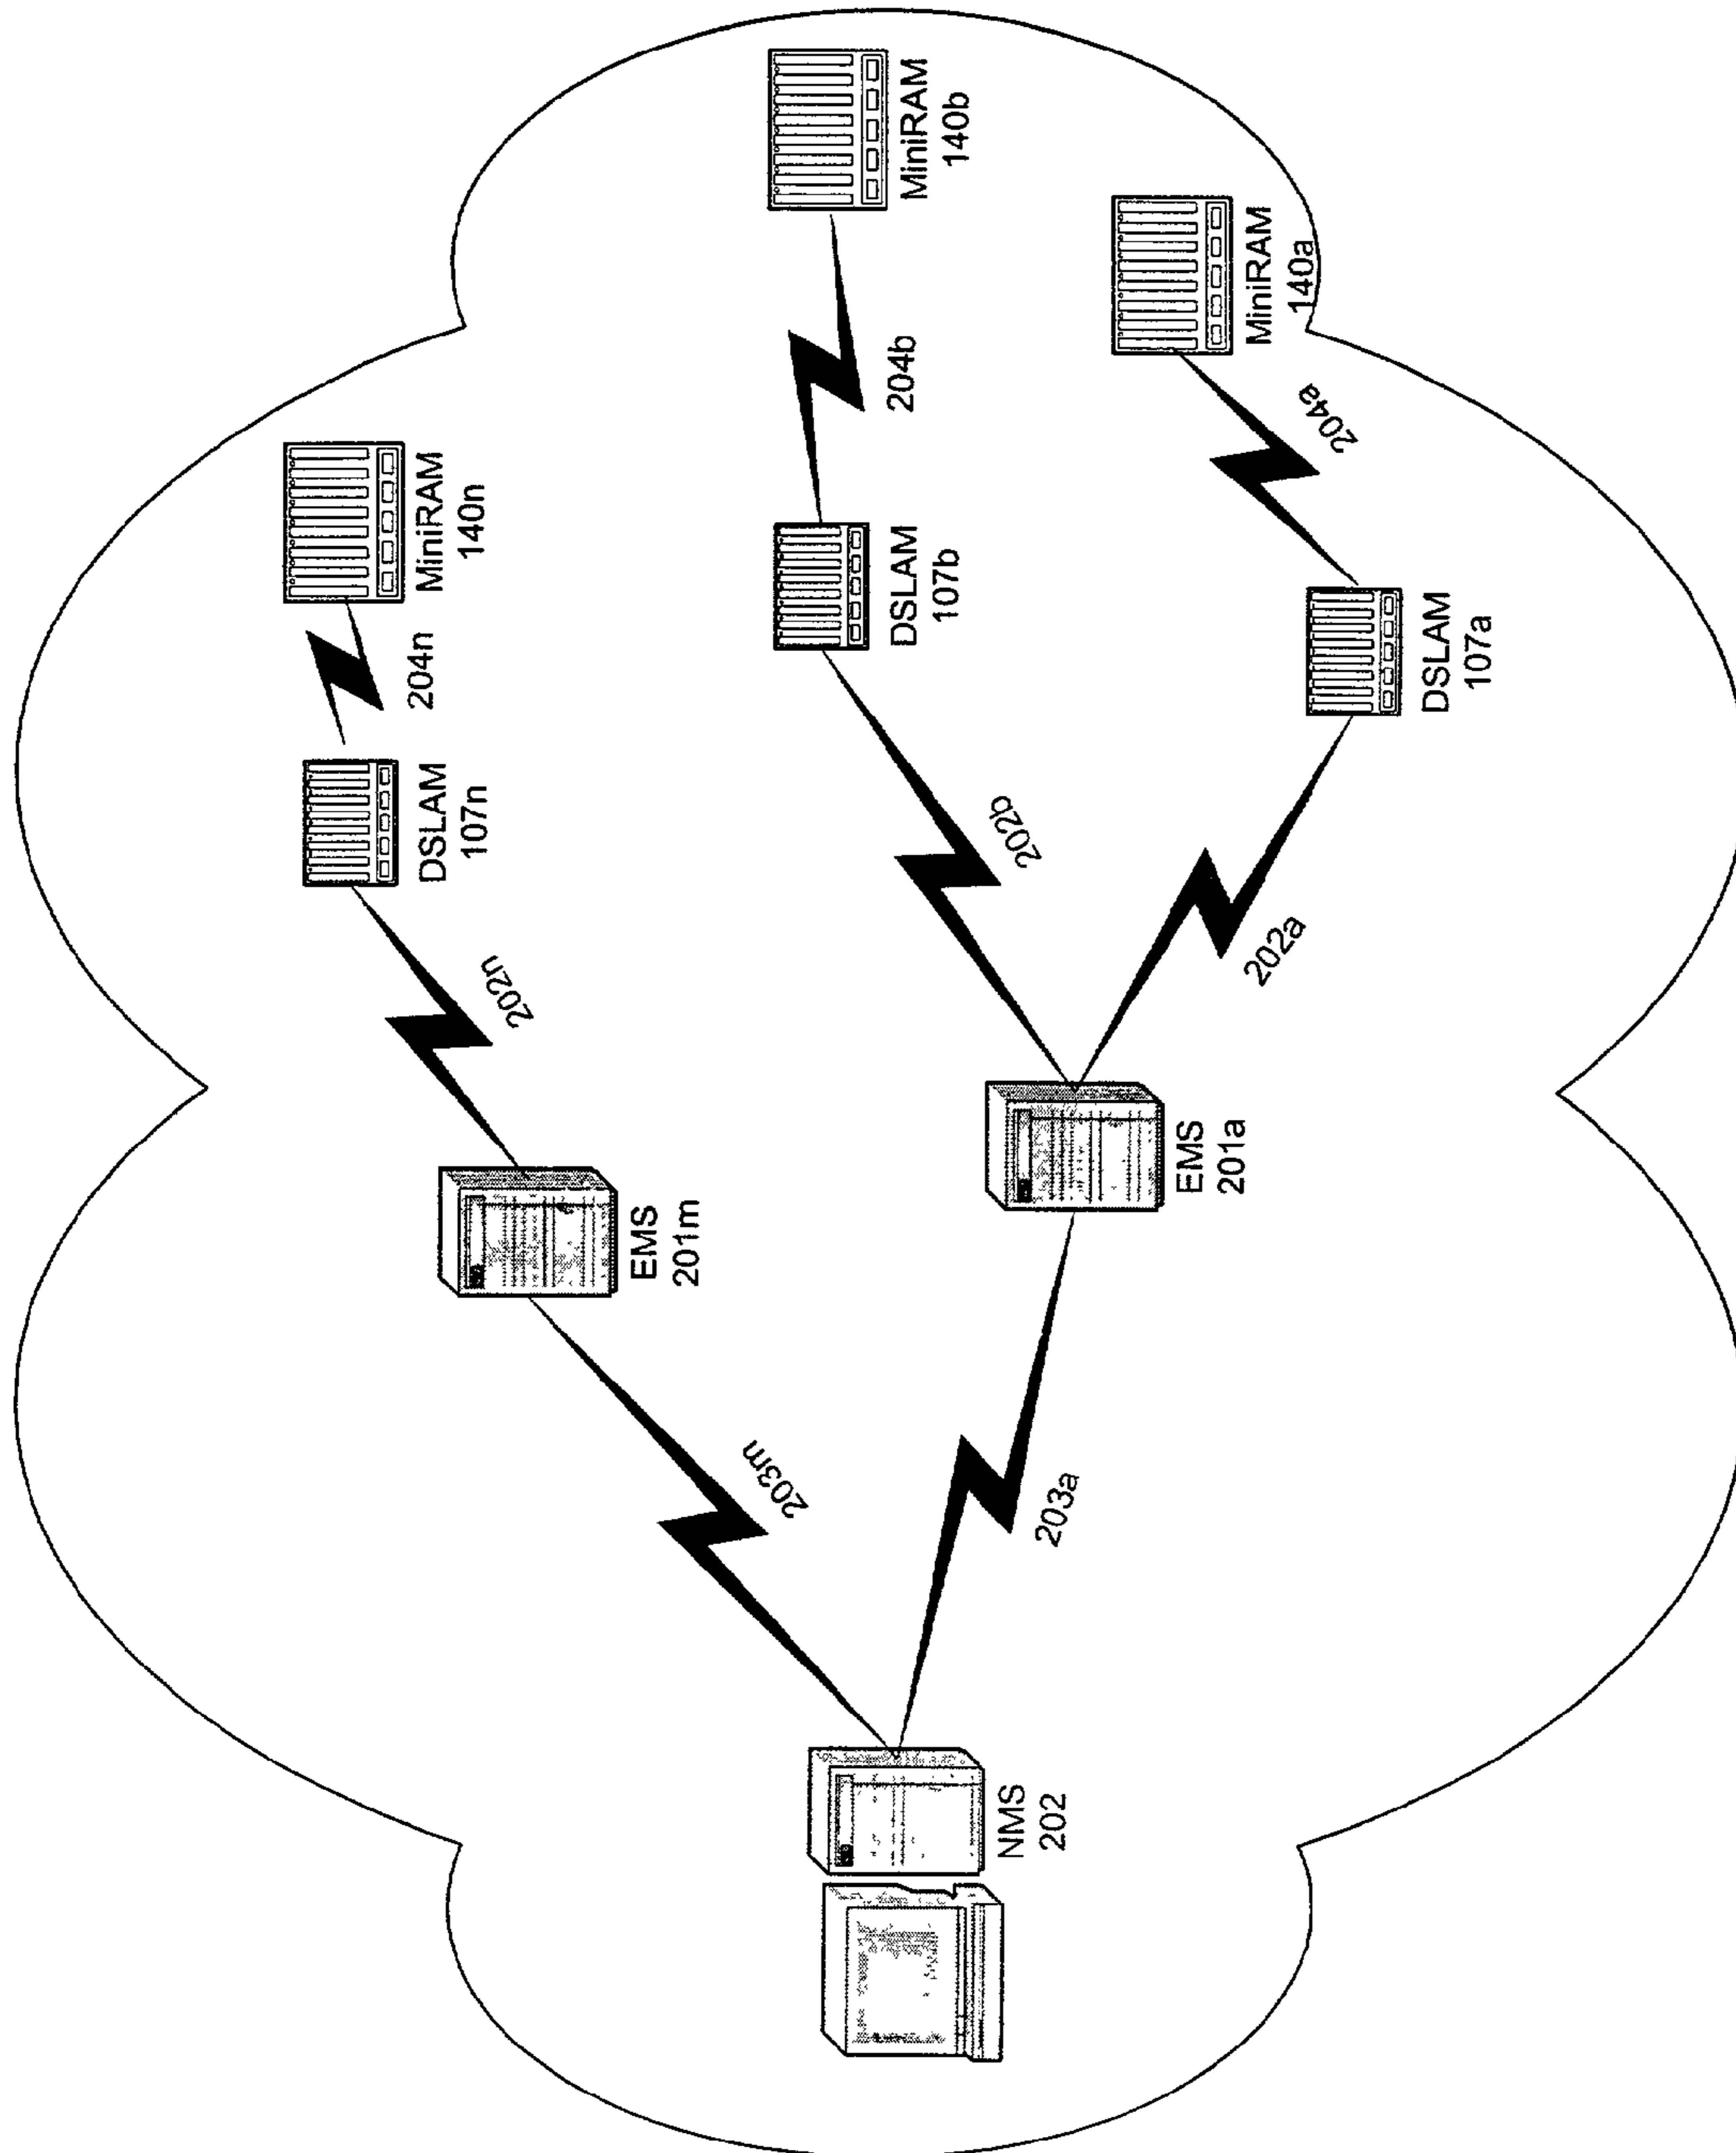 MiniRAM
140n
204n
DSLAM
107n
202n
EMS
201m
203m
MiniRAM
140b
204b
DSLAM
107b
202b
MiniRAM
140a
204a
DSLAM
107a
202a
EMS
201a
203a
NMS
202